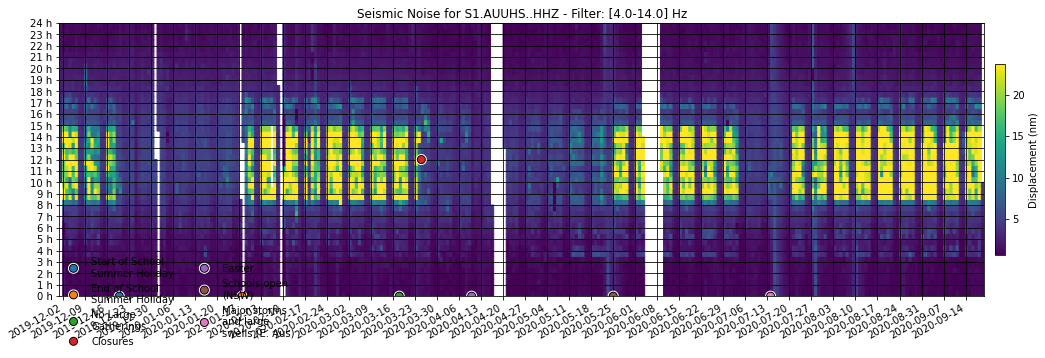 Seismic Noise for S1.AUUHS..HHZ - Filter: [4.0-14.0] Hz
24 h
23 h
22 h
21 h
20 h
19 h
18 h
17 h
16 h
15 h
14 h
13 h
12 h
11 h
10 h
9 h
8 h
7 h
6 h
5 h
4 h
3 h
2 h
1 h
0 h
20
15
10
5
Displacement (nm)
Start of School
Summer Holiday
End of School
Summer Holiday
No Large
Gatherings
Closures
Easter
Schools open
(NSW)
Major storms
and large
swells (E. Aus)
2019-12-02
2019-12-09
2020-01-13
2020-02-24
2020-03-02
2020-03-09
2020-03-16
2020-03-23
2020-03-30
2020-04-06
2020-04-13
2020-04-20
2020-04-27
2020-05-04
2020-05-11
2020-05-18
2020-05-25
2020-06-01
2020-06-08
2020-06-15
2020-06-22
2020-06-29
2020-07-06
2020-07-13
2020-07-20
2020-07-27
2020-08-03
2020-08-10
2020-08-17
2020-08-24
2020-08-31
2020-09-07
2020-09-14